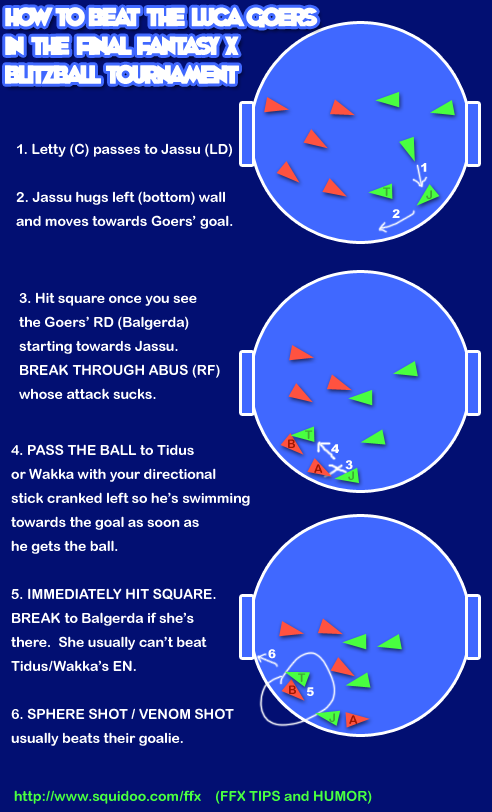 HOW TO BEAT THE LUCA GOERS
IN THE FINAL FANTASY X
BLITZBALL TOURNAMENT
1. Letty (C) passes to Jassu (LD)
2. Jassu hugs left (bottom) wall
and moves towards Goers' goal.
T
1
J
2
3. Hit square once you see
the Goers' RD (Balgerda)
starting towards Jassu.
BREAK THROUGH ABUS (RF)
whose attack sucks.
4. PASS THE BALL to Tidus
or Wakka with your directional
stick cranked left so he's swimming
towards the goal as soon as
he gets the ball.
B
T
4
A
3
J
5. IMMEDIATELY HIT SQUARE.
BREAK to Balgerda if she's
there. She usually can't beat
Tidus/Wakka's EN.
6. SPHERE SHOT / VENOM SHOT
usually beats their goalie.
6
T
B
5
J
A
http://www.squidoo.com/ffx (FFX TIPS and HUMOR)